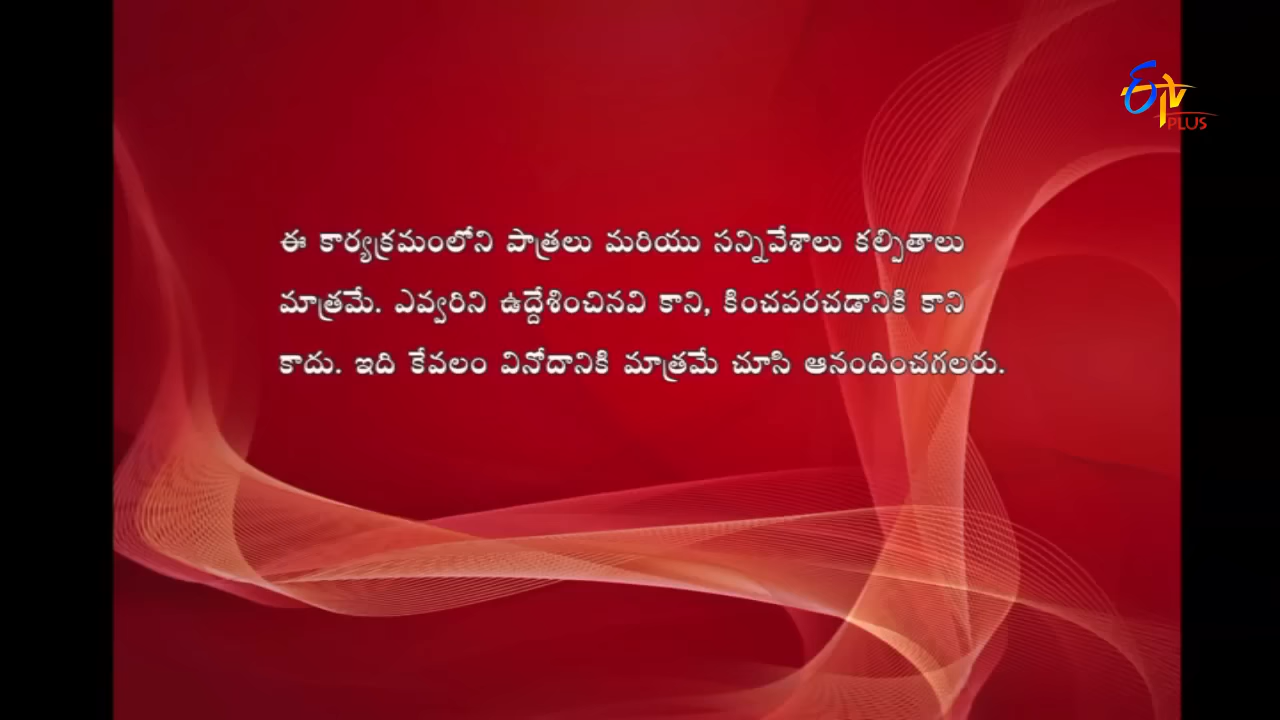 ఈ కార్యక్రమంలోని పాత్రలు మరియు సన్నివేశాలు కల్పితాలు
మాత్రమే. ఎవ్వరిని ఉద్దేశించినవి కాని, కించపరచడానికి కాని
కాదు. ఇది కేవలం వినోదానికి మాత్రమే చూసి ఆనందించగలరు.
ETV
PLUS